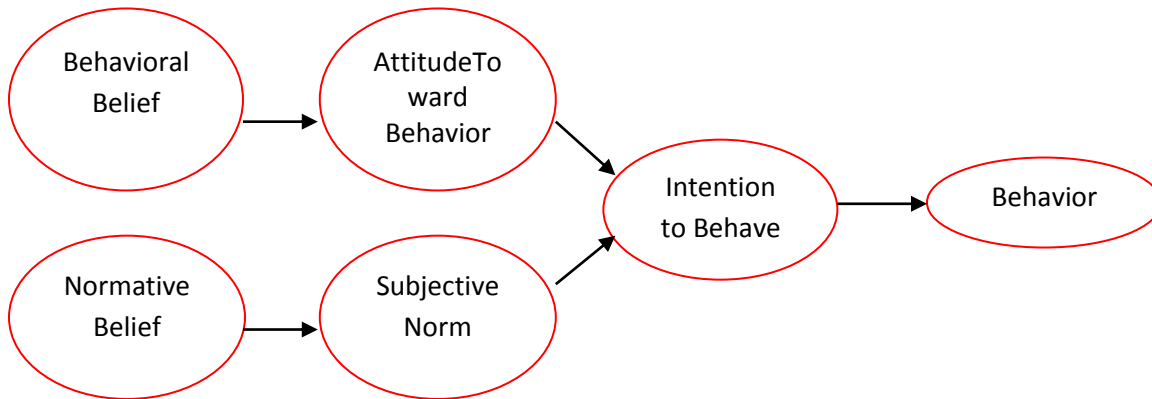 Behavioral
Belief
AttitudeTo
ward
Behavior
Intention
to Behave
Behavior
Normative
Belief
Subjective
Norm